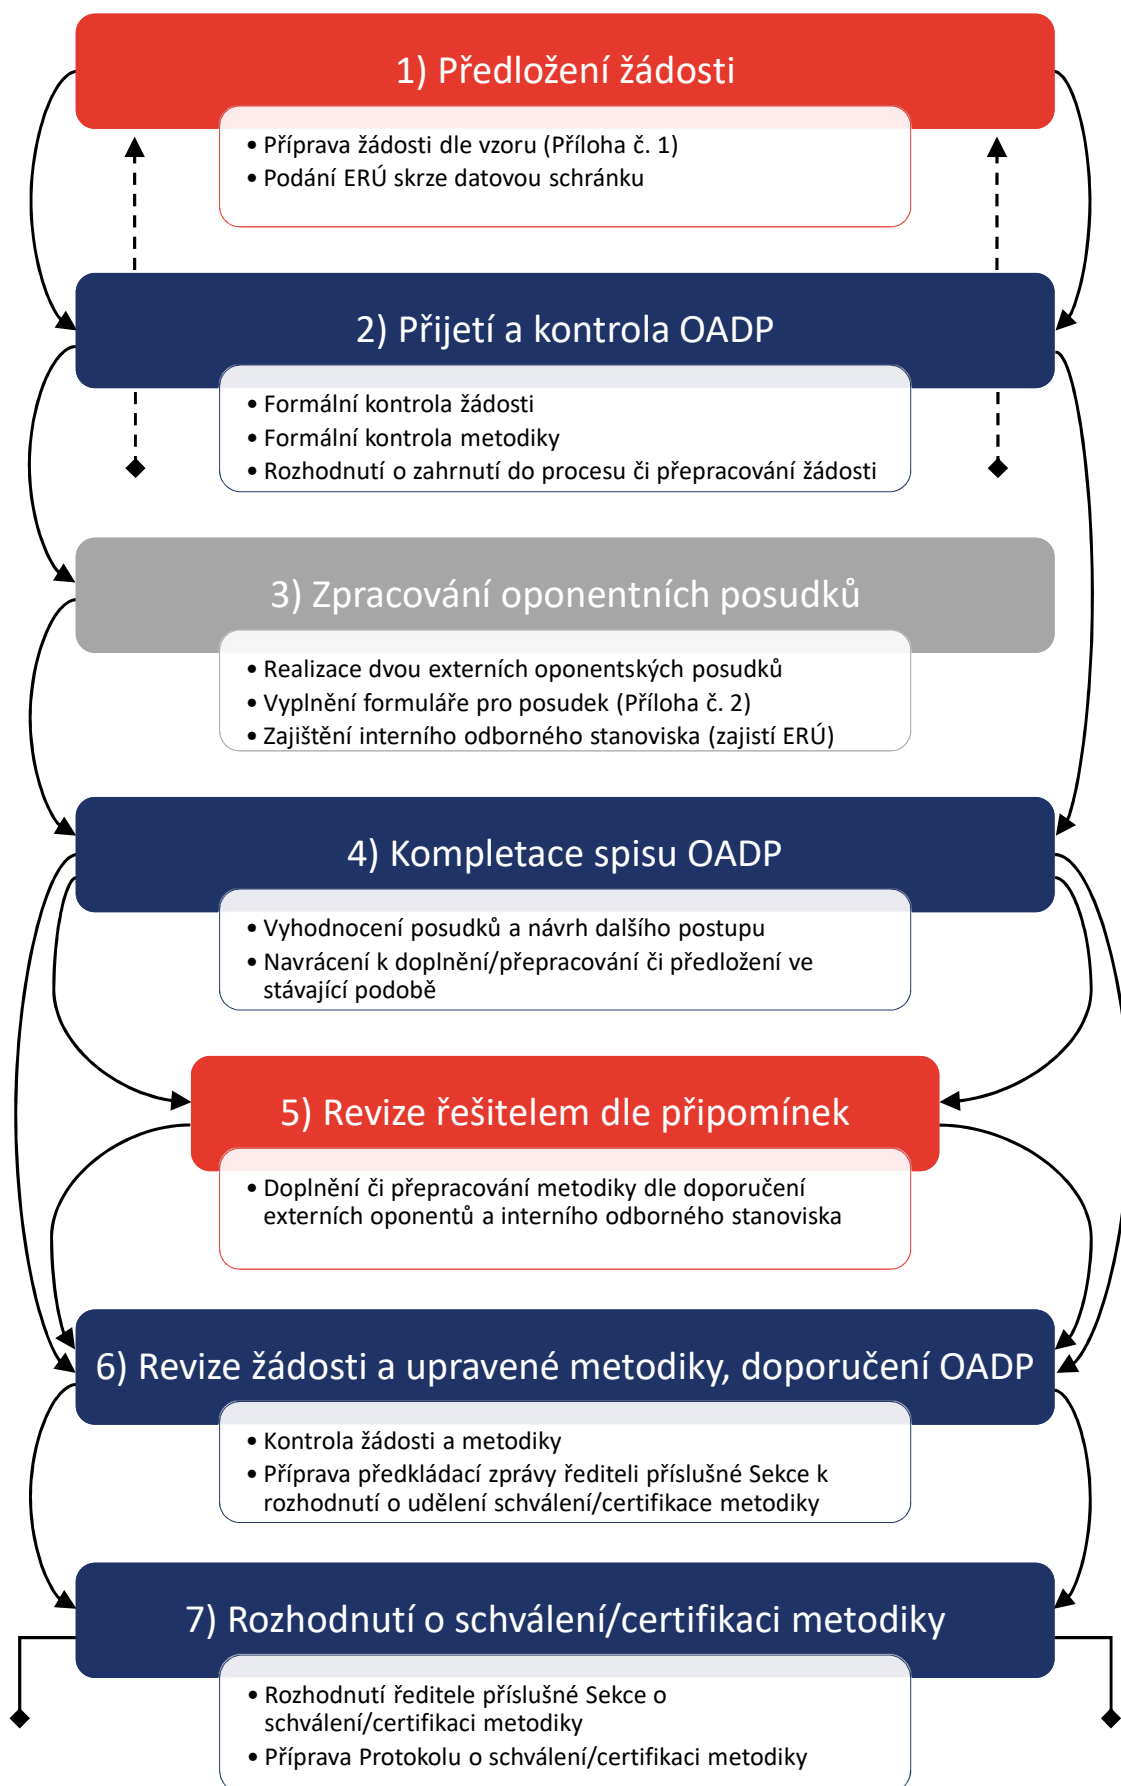 1) Předložení žádosti
• Příprava žádosti dle vzoru (Příloha č. 1)
• Podání ERÚ skrze datovou schránku
2) Přijetí a kontrola OADP
• Formální kontrola žádosti
• Formální kontrola metodiky
• Rozhodnutí o zahrnutí do procesu či přepracování žádosti
3) Zpracování oponentních posudků
• Realizace dvou externích oponentských posudků
• Vyplnění formuláře pro posudek (Příloha č. 2)
• Zajištění interního odborného stanoviska (zajistí ERÚ)
4) Kompletace spisu OADP
• Vyhodnocení posudků a návrh dalšího postupu
• Navrácení k doplnění/přepracování či předložení ve
stávající podobě
5) Revize řešitelem dle připomínek
• Doplnění či přepracování metodiky dle doporučení
externích oponentů a interního odborného stanoviska
6) Revize žádosti a upravené metodiky, doporučení OADP
• Kontrola žádosti a metodiky
• Příprava předkládací zprávy řediteli příslušné Sekce k
rozhodnutí o udělení schválení/certifikace metodiky
7) Rozhodnutí o schválení/certifikaci metodiky
• Rozhodnutí ředitele příslušné Sekce o
schválení/certifikaci metodiky
• Příprava Protokolu o schválení/certifikaci metodiky